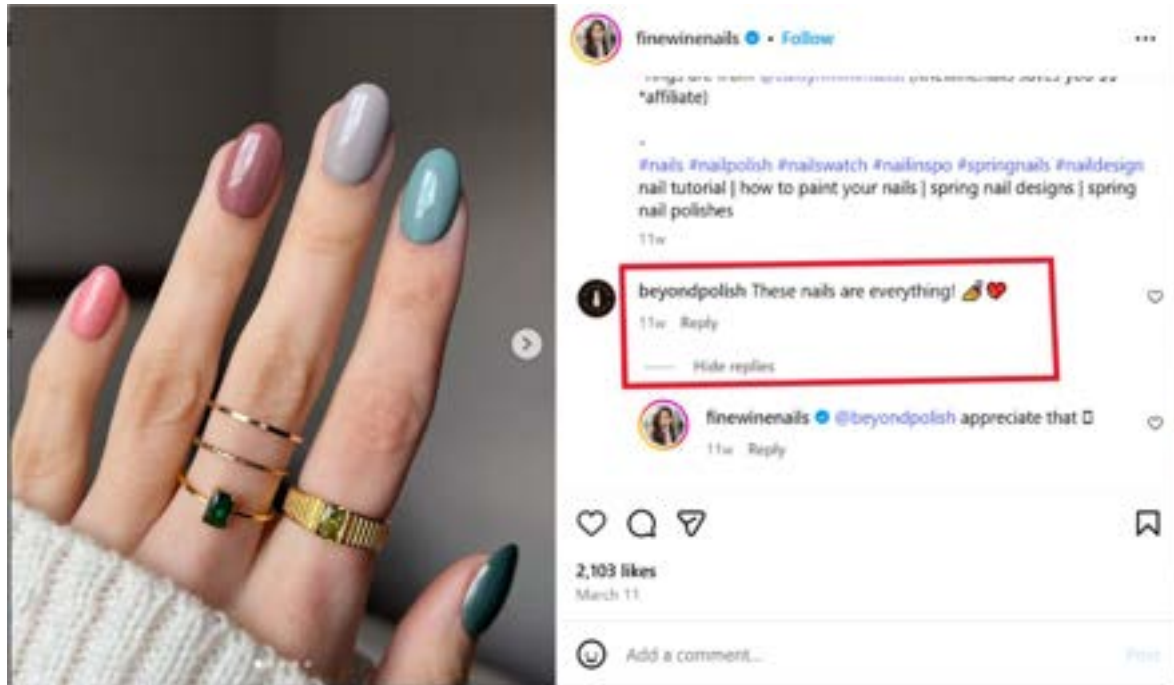 finewinenails • Follow
*affiliate)
-
#nails #nailpolish #nailswatch #nailinspo #springnails #naildesign
nail tutorial | how to paint your nails | spring nail designs | spring
nail polishes
11w
beyondpolish These nails are everything! 💅❤️
11w Reply
Hide replies
finewinenails @beyondpolish appreciate that
11w Reply
2,103 likes
March 11
Add a comment...
Post